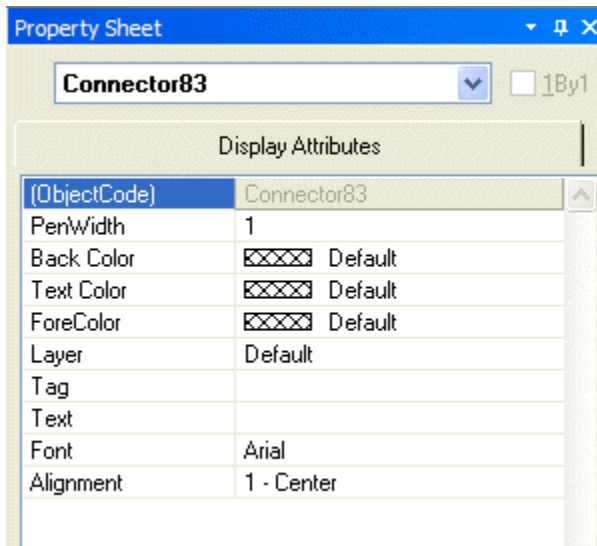 Property Sheet
Connector83 1By1
Display Attributes
(ObjectCode) Connector83
PenWidth 1
Back Color Default
Text Color Default
ForeColor Default
Layer Default
Tag
Text
Font Arial
Alignment 1 - Center